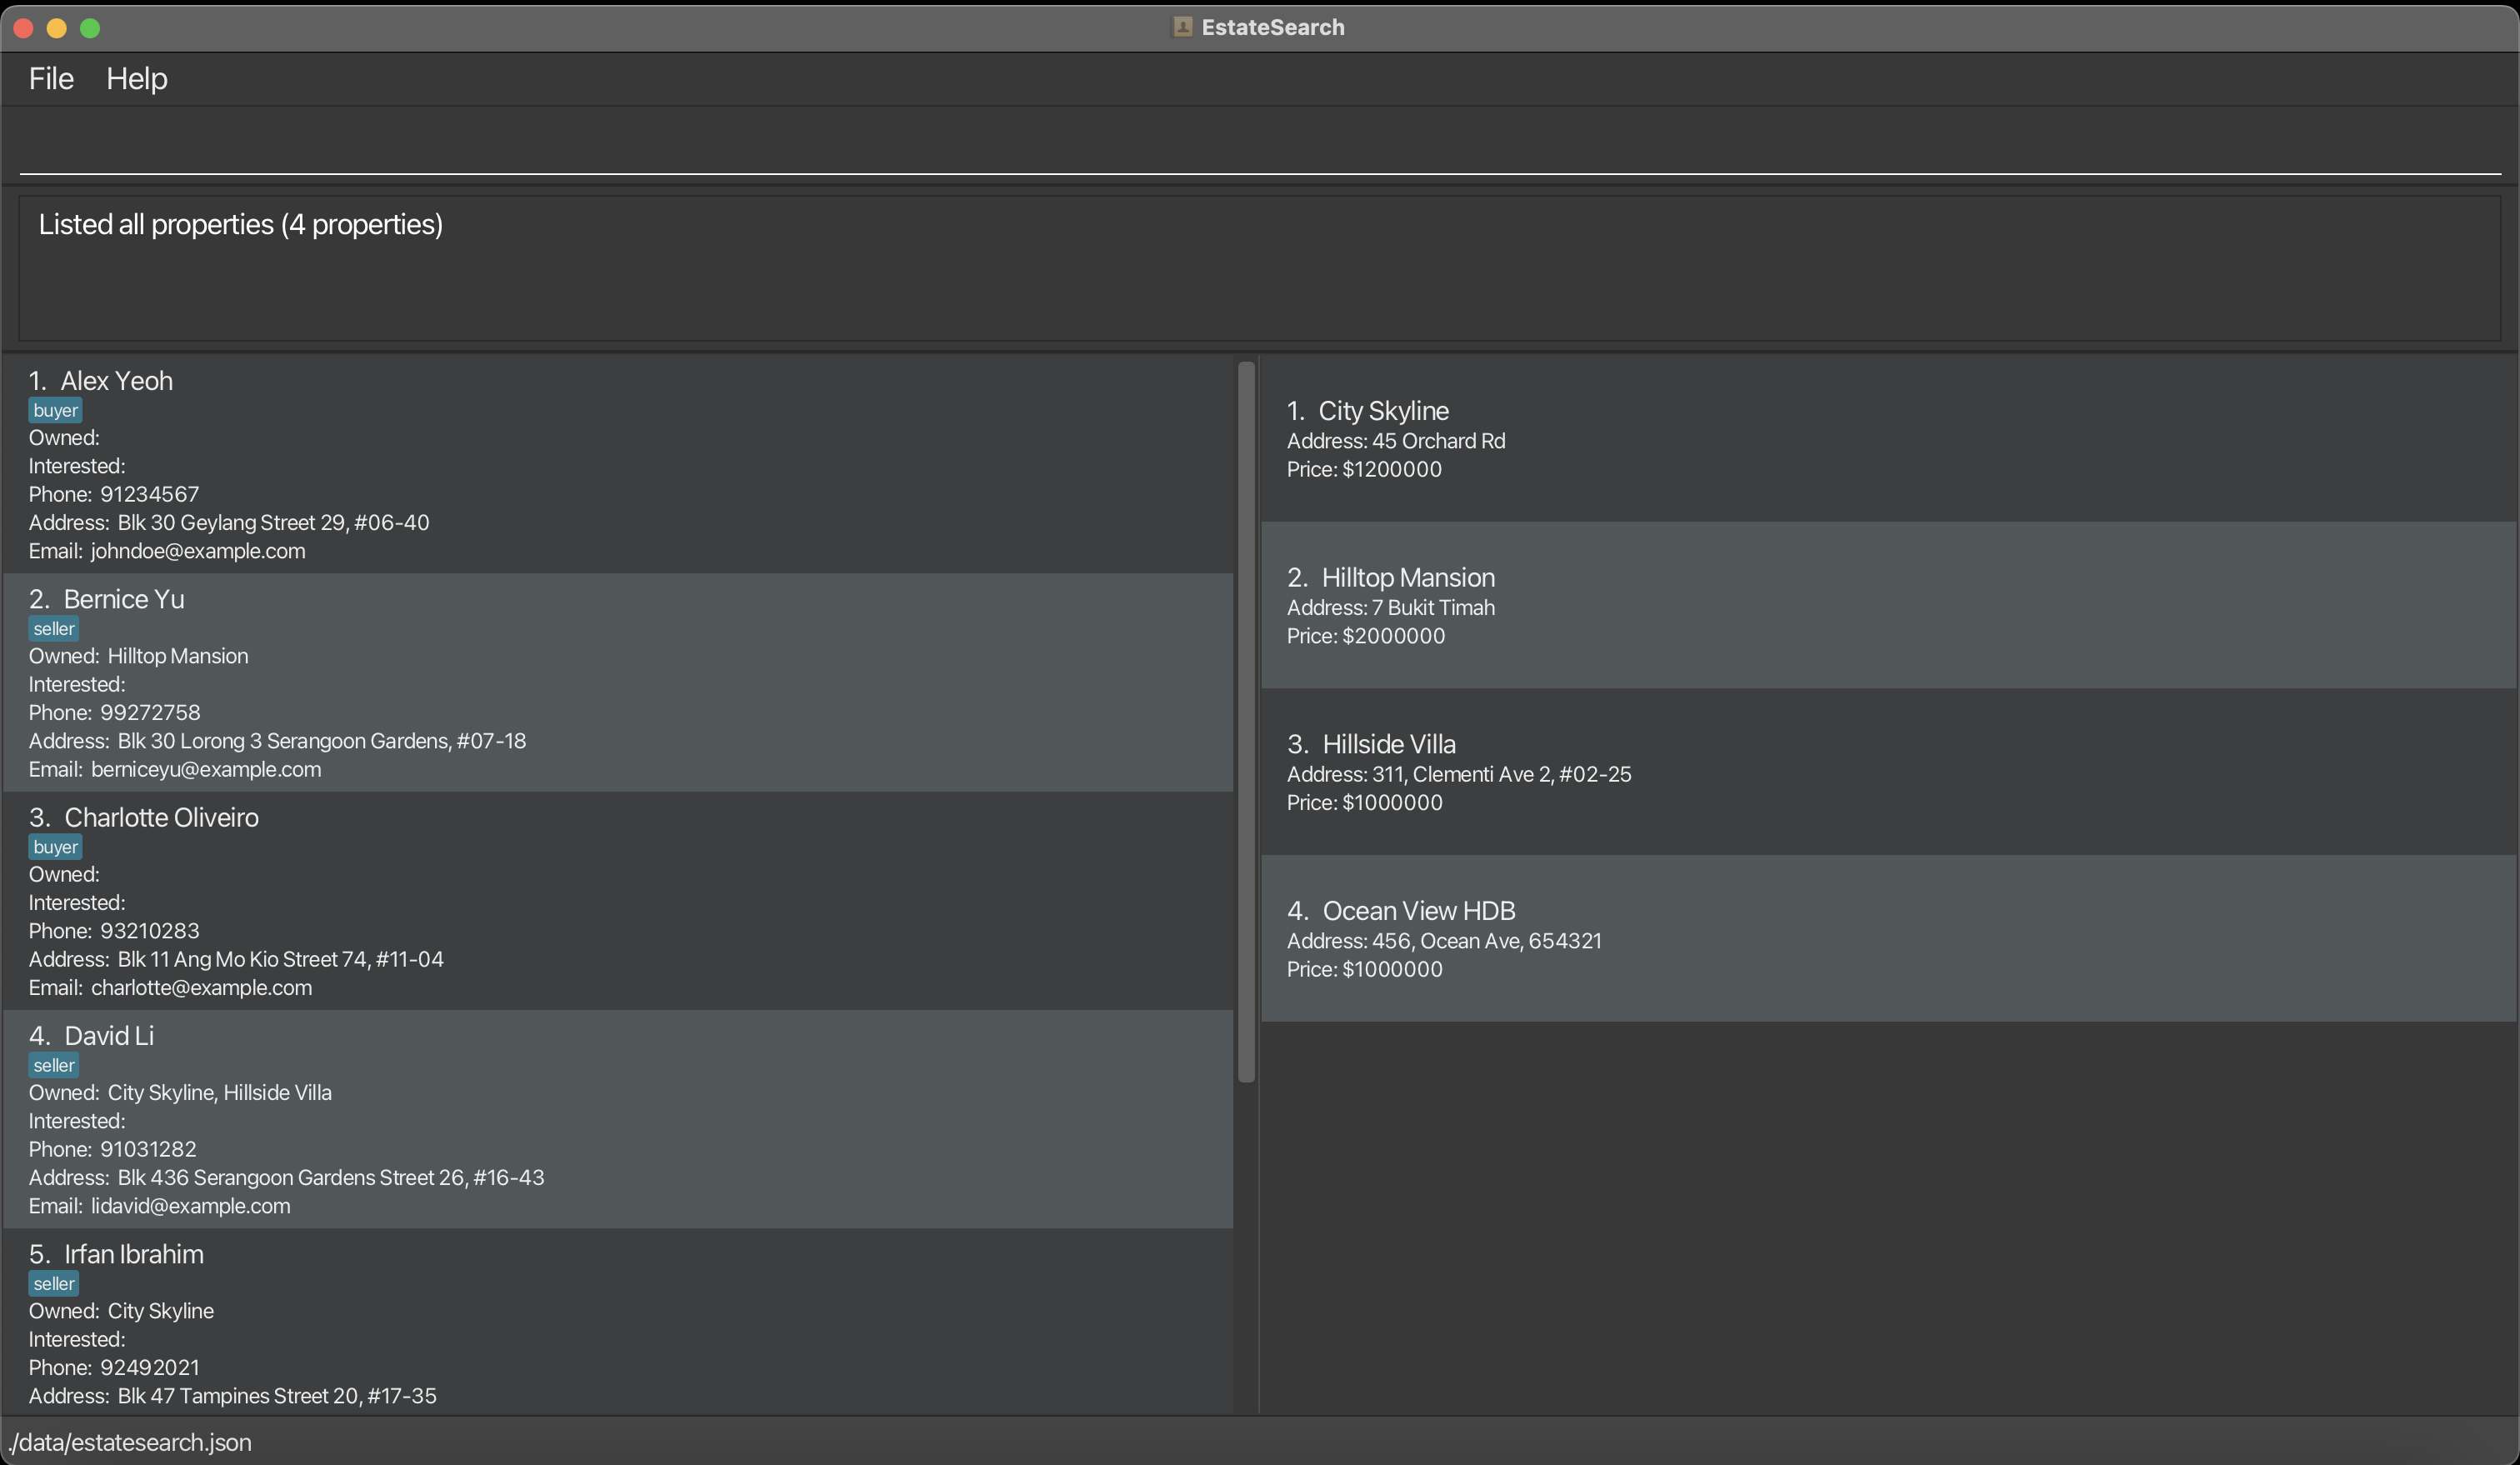 EstateSearch
File Help
Listed all properties (4 properties)
1. Alex Yeoh
buyer
Owned:
Interested:
Phone: 91234567
Address: Blk 30 Geylang Street 29, #06-40
Email: johndoe@example.com
2. Bernice Yu
seller
Owned: Hilltop Mansion
Interested:
Phone: 99272758
Address: Blk 30 Lorong 3 Serangoon Gardens, #07-18
Email: berniceyu@example.com
3. Charlotte Oliveiro
buyer
Owned:
Interested:
Phone: 93210283
Address: Blk 11 Ang Mo Kio Street 74, #11-04
Email: charlotte@example.com
4. David Li
seller
Owned: City Skyline, Hillside Villa
Interested:
Phone: 91031282
Address: Blk 436 Serangoon Gardens Street 26, #16-43
Email: lidavid@example.com
5. Irfan Ibrahim
seller
Owned: City Skyline
Interested:
Phone: 92492021
Address: Blk 47 Tampines Street 20, #17-35
1. City Skyline
Address: 45 Orchard Rd
Price: $1200000
2. Hilltop Mansion
Address: 7 Bukit Timah
Price: $2000000
3. Hillside Villa
Address: 311, Clementi Ave 2, #02-25
Price: $1000000
4. Ocean View HDB
Address: 456, Ocean Ave, 654321
Price: $1000000
./data/estatesearch.json